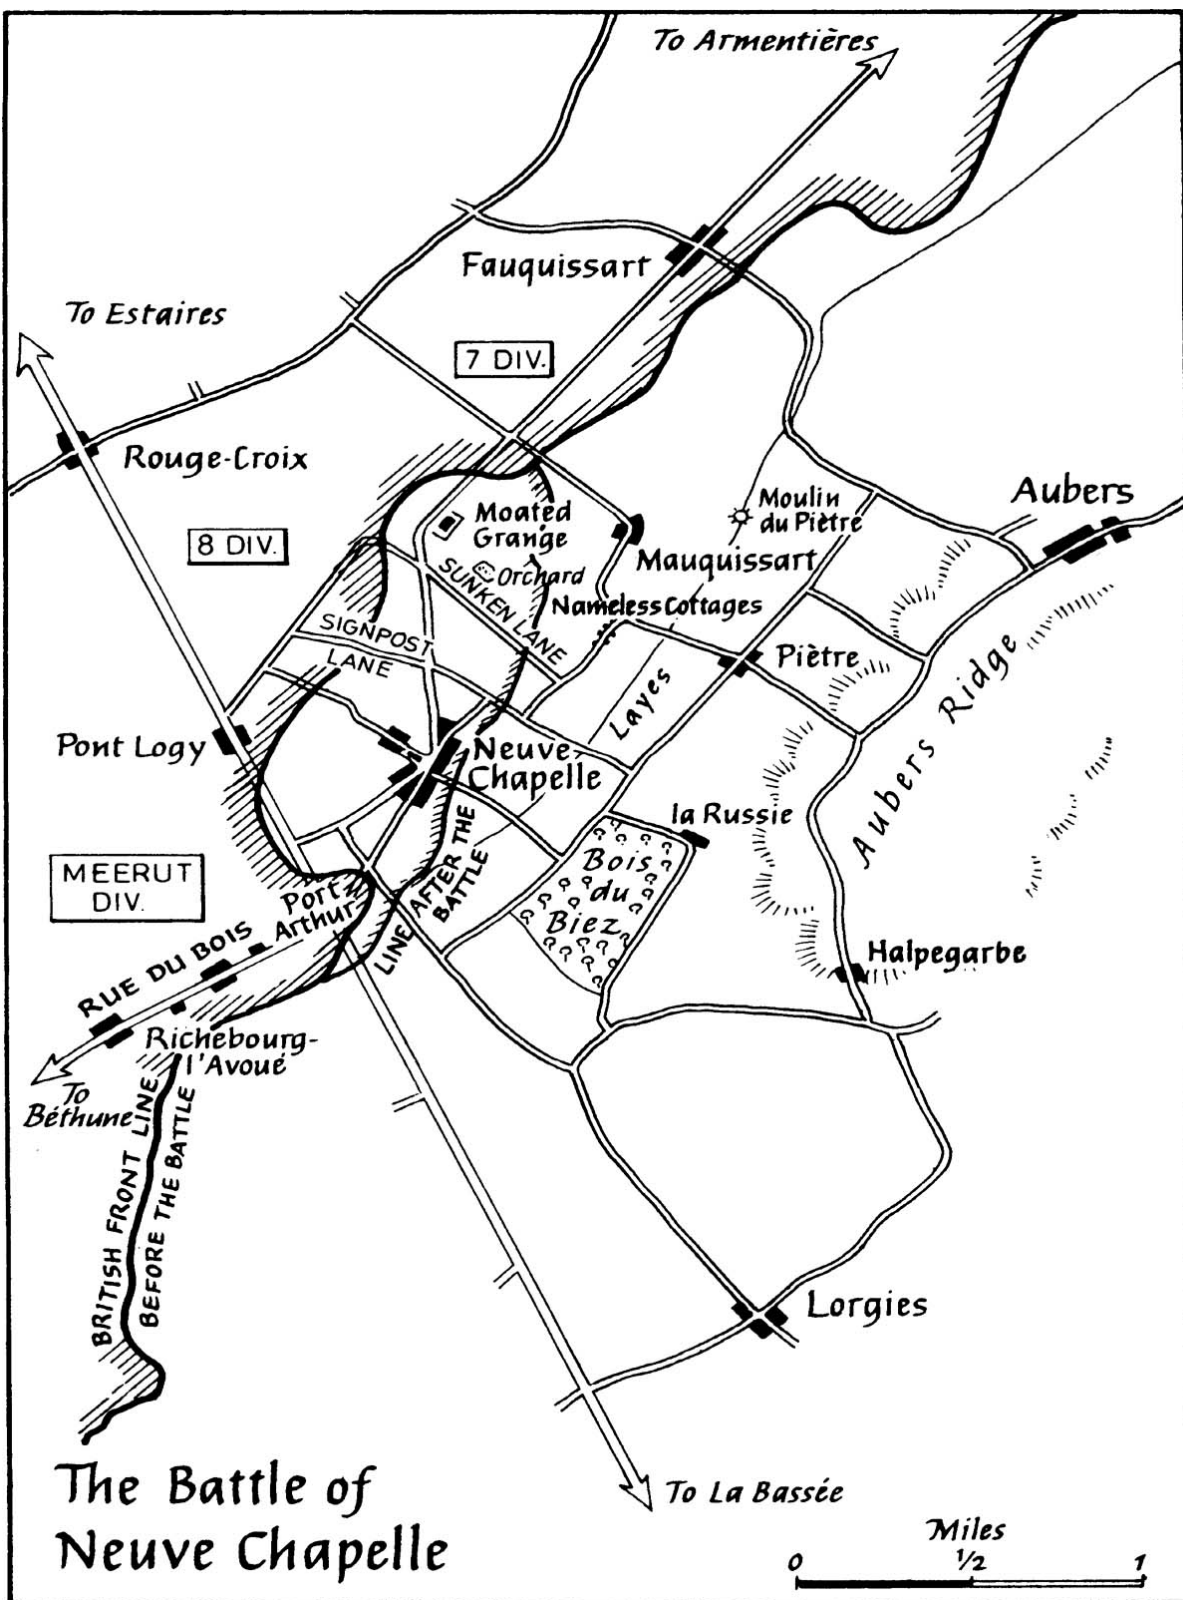 To Armentières
Fauquissart
To Estaires
7 DIV.
Rouge-Croix
Aubers
Moulin
du Piètre
Moated
Grange
8 DIV.
Mauquissart
Orchard
SUNKEN LANE
Nameless Cottages
SIGNPOST
LANE
Piètre
Layes
Aubers Ridge
Pont Logy
Neuve
Chapelle
la Russie
Bois
du
Biez
MEERUT
DIV.
Port
Arthur
LINE AFTER THE
BATTLE
RUE DU BOIS
Halpegarbe
Richebourg-
l'Avoué
To
Béthune
BRITISH FRONT LINE
BEFORE THE BATTLE
Lorgies
To La Bassée
The Battle of
Neuve Chapelle
Miles
0 1/2 1